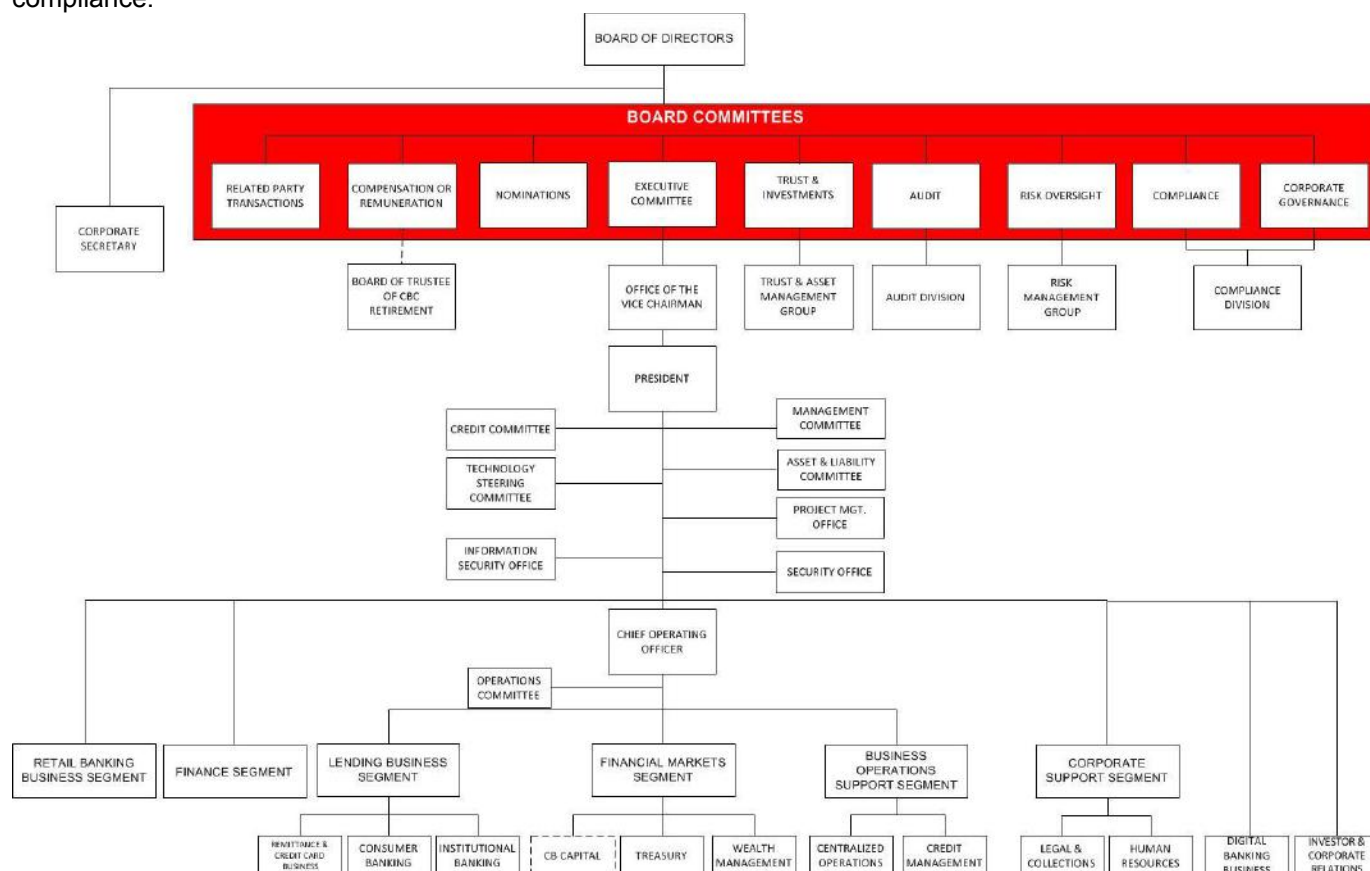 compliance.
BOARD OF DIRECTORS
BOARD COMMITTEES
RELATED PARTY
TRANSACTIONS
COMPENSATION OR
REMUNERATION
NOMINATIONS
EXECUTIVE
COMMITTEE
TRUST &
INVESTMENTS
AUDIT
RISK OVERSIGHT
COMPLIANCE
CORPORATE
GOVERNANCE
CORPORATE
SECRETARY
BOARD OF TRUSTEE
OF CBC
RETIREMENT
OFFICE OF THE
VICE CHAIRMAN
TRUST & ASSET
MANAGEMENT
GROUP
AUDIT DIVISION
RISK
MANAGEMENT
GROUP
COMPLIANCE
DIVISION
PRESIDENT
CREDIT COMMITTEE
MANAGEMENT
COMMITTEE
TECHNOLOGY
STEERING
COMMITTEE
ASSET & LIABILITY
COMMITTEE
PROJECT MGT.
OFFICE
INFORMATION
SECURITY OFFICE
SECURITY OFFICE
CHIEF OPERATING
OFFICER
OPERATIONS
COMMITTEE
RETAIL BANKING
BUSINESS SEGMENT
FINANCE SEGMENT
LENDING BUSINESS
SEGMENT
FINANCIAL MARKETS
SEGMENT
BUSINESS
OPERATIONS
SUPPORT SEGMENT
CORPORATE
SUPPORT SEGMENT
REMITTANCE &
CREDIT CARD
BUSINESS
CONSUMER
BANKING
INSTITUTIONAL
BANKING
CB CAPITAL
TREASURY
WEALTH
MANAGEMENT
CENTRALIZED
OPERATIONS
CREDIT
MANAGEMENT
LEGAL &
COLLECTIONS
HUMAN
RESOURCES
DIGITAL
BANKING
BUSINESS
INVESTOR &
CORPORATE
RELATIONS